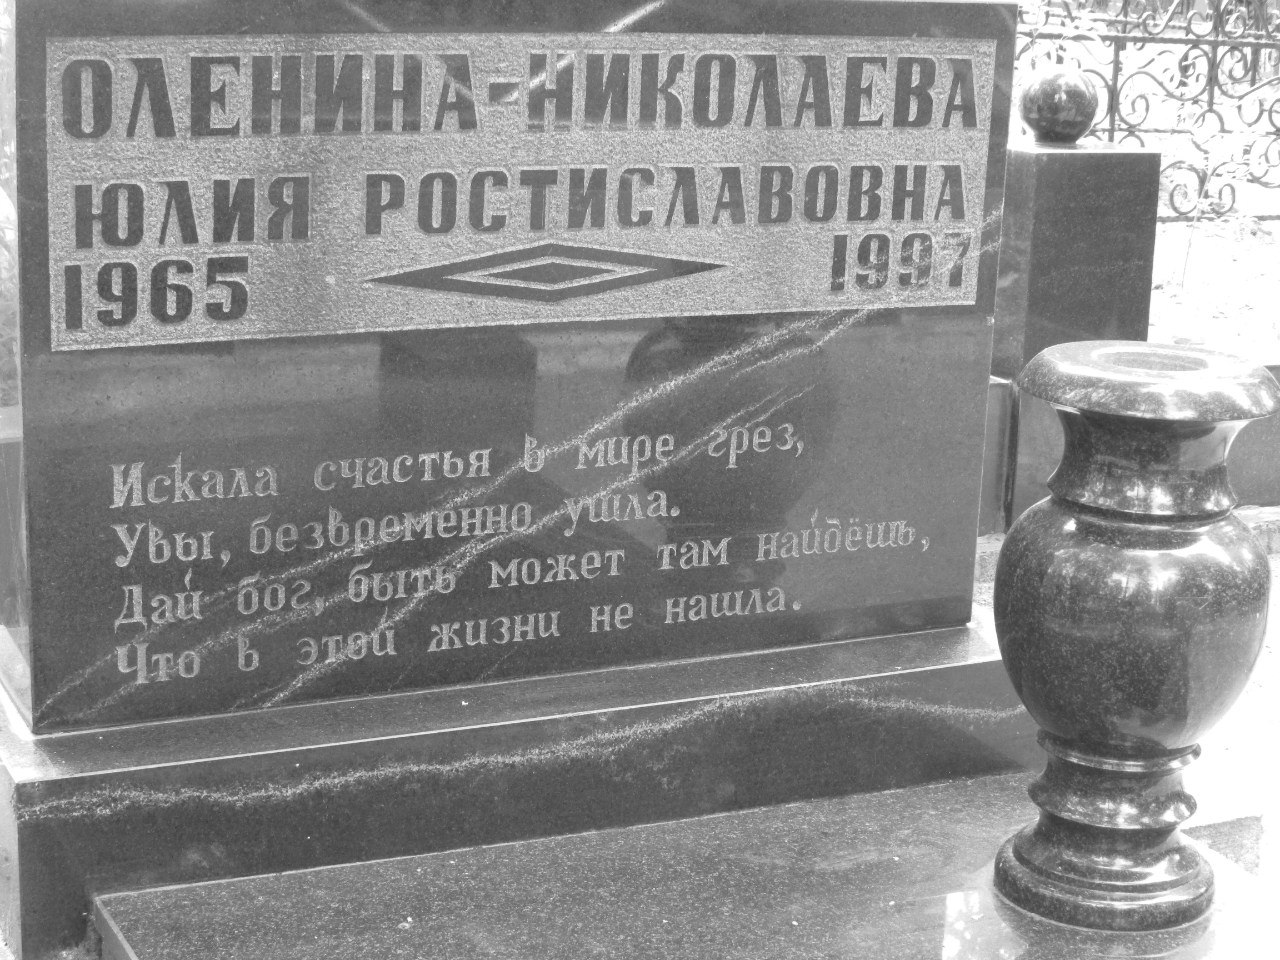 ОЛЕНИНА-НИКОЛАЕВА
ЮЛИЯ РОСТИСЛАВОВНА
1965 1997
Искала счастья в мире грез,
Увы, безвременно ушла.
Дай бог, быть может там найдёшь,
Что в этой жизни не нашла.